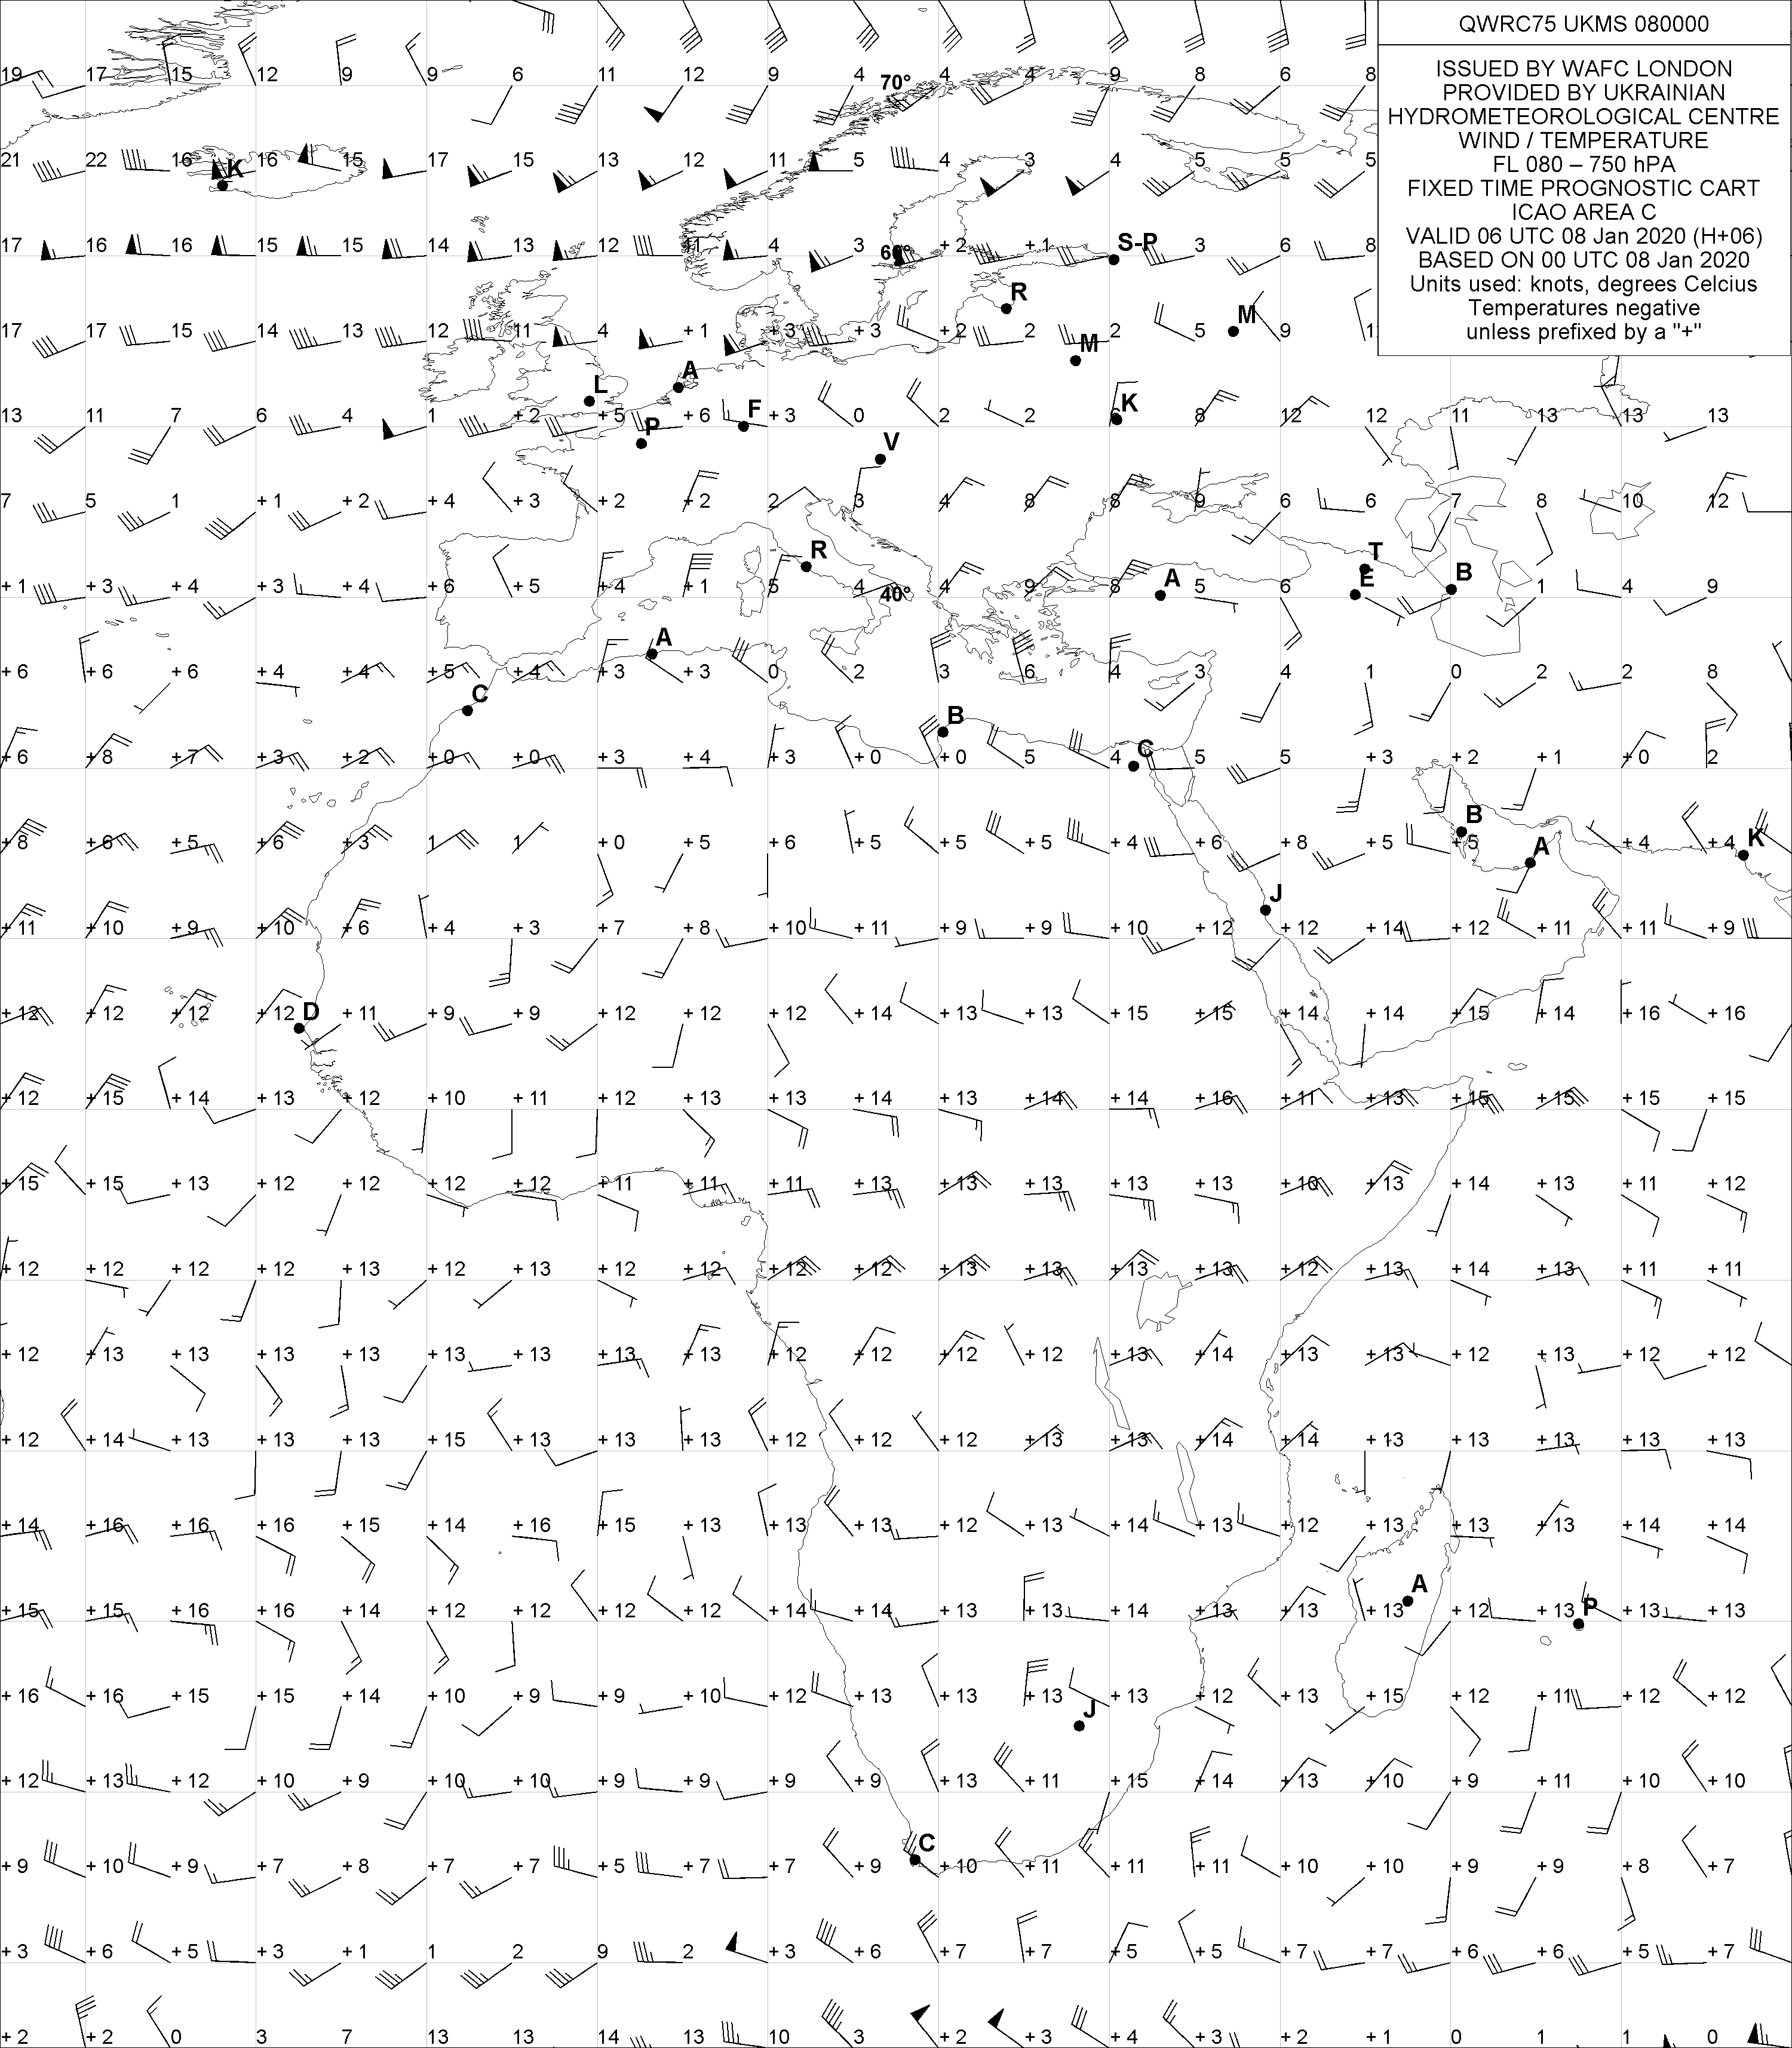 QWRC75 UKMS 080000
ISSUED BY WAFC LONDON
PROVIDED BY UKRAINIAN
HYDROMETEOROLOGICAL CENTRE
WIND / TEMPERATURE
FL 080 – 750 hPA
FIXED TIME PROGNOSTIC CART
ICAO AREA C
VALID 06 UTC 08 Jan 2020 (H+06)
BASED ON 00 UTC 08 Jan 2020
Units used: knots, degrees Celcius
Temperatures negative
unless prefixed by a "+"
19 17 15 12 9 9 6 11 12 9 4 70° 4 4 9 8 6 8
21 22 16 K 16 15 17 15 13 12 11 5 4 3 4 5 5 5
17 16 16 15 15 14 13 12 11 4 3 60° +2 +1 S-P 3 6 8
R
17 17 15 14 13 12 11 4 +1 +3 +3 +2 2 M 2 5 M 9
A
L
13 11 7 6 4 1 +2 +5 P +6 F +3 0 2 2 6 K 8 12 12 11 13 13 13
V
7 5 1 +1 +2 +4 +3 +2 +2 2 3 4 8 8 9 6 6 7 8 10 12
R T
+1 +3 +4 +3 +4 +6 +5 +4 +1 5 4 40° 9 8 A 5 6 E B 1 4 9
A
+6 +6 +6 +4 +4 +5 +4 +3 +3 0 2 3 6 4 3 4 1 0 2 2 8
C
B
+6 +8 +7 +3 +2 +0 +0 +3 +4 +3 +0 +0 5 4 C 5 5 +3 +2 +1 +0 2
B
+8 +6 +5 +6 +3 1 1 +0 +5 +6 +5 +5 +5 +4 +6 +8 +5 +5 A +4 +4 K
J
+11 +10 +9 +10 +6 +4 +3 +7 +8 +10 +11 +9 +9 +10 +12 +12 +14 +12 +11 +11 +9
+12 +12 +12 +12 D +11 +9 +9 +12 +12 +12 +14 +13 +13 +15 +15 +14 +14 +15 +14 +16 +16
+12 +15 +14 +13 +12 +10 +11 +12 +13 +13 +14 +13 +14 +14 +16 +11 +13 +15 +15 +15 +15
+15 +15 +13 +12 +12 +12 +12 +11 +11 +11 +13 +13 +13 +13 +13 +10 +13 +14 +13 +11 +12
+12 +12 +12 +12 +13 +12 +13 +12 +12 +12 +12 +13 +13 +13 +13 +12 +13 +14 +13 +11 +11
+12 +13 +13 +13 +13 +13 +13 +13 +13 +12 +12 +12 +12 +13 +14 +13 +13 +12 +13 +12 +12
+12 +14 +13 +13 +13 +15 +13 +13 +13 +12 +12 +12 +13 +13 +14 +14 +13 +13 +13 +13 +13
+14 +16 +16 +16 +15 +14 +16 +15 +13 +13 +13 +12 +13 +14 +13 +12 +13 +13 +13 +14 +14
+15 +15 +16 +16 +14 +12 +12 +12 +12 +14 +14 +13 +13 +14 +13 +13 +13 A +12 +13 P +13 +13
+16 +16 +15 +15 +14 +10 +9 +9 +10 +12 +13 +13 +13 +13 +12 +13 +15 +12 +11 +12 +12
J
+12 +13 +12 +10 +9 +10 +10 +9 +9 +9 +9 +13 +11 +15 +14 +13 +10 +9 +11 +10 +10
C
+9 +10 +9 +7 +8 +7 +7 +5 +7 +7 +9 +10 +11 +11 +11 +10 +10 +9 +9 +8 +7
+3 +6 +5 +3 +1 1 2 9 2 +3 +6 +7 +7 +5 +5 +7 +7 +6 +6 +5 +7
+2 +2 0 3 7 13 13 14 13 10 3 +2 +3 +4 +3 +2 +1 0 1 1 0